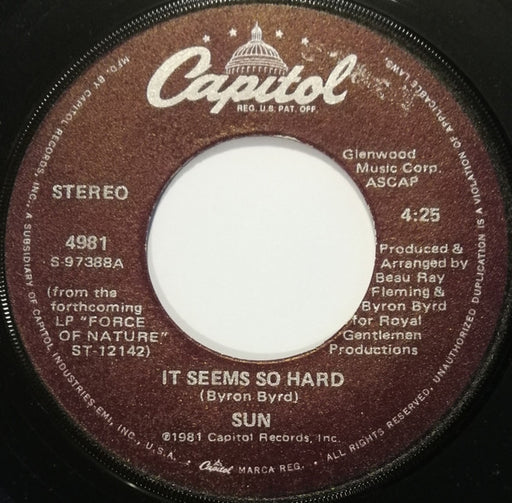 Capitol
REG. U.S. PAT. OFF.
STEREO
4981
S-97388A
(from the
forthcoming
LP "FORCE
OF NATURE"
ST-12142)
Glenwood
Music Corp.
ASCAP
4:25
Produced &
Arranged by
Beau Ray
Fleming &
Byron Byrd
for Royal
Gentlemen
Productions
IT SEEMS SO HARD
(Byron Byrd)
SUN
©1981 Capitol Records, Inc.
MFD. BY CAPITOL RECORDS, INC., A SUBSIDIARY OF CAPITOL INDUSTRIES-EMI, INC., U.S.A. • Capitol MARCA REG. • ALL RIGHTS RESERVED. UNAUTHORIZED DUPLICATION IS A VIOLATION OF APPLICABLE LAWS.